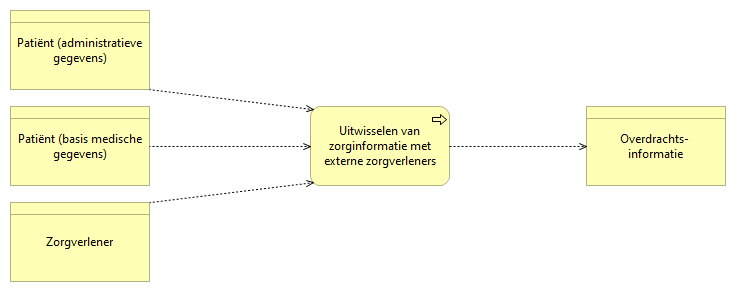 Patiënt (administratieve
gegevens)
Patiënt (basis medische
gegevens)
Zorgverlener
Uitwisselen van
zorginformatie met
externe zorgverleners
Overdrachts-
informatie